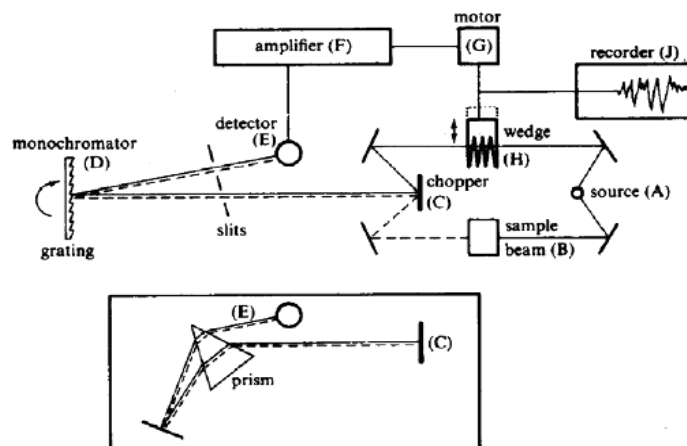 motor
amplifier (F)
(G)
recorder (J)
detector
(E)
monochromator
(D)
wedge
(H)
chopper
(C)
source (A)
slits
sample
beam (B)
grating
(E)
(C)
prism